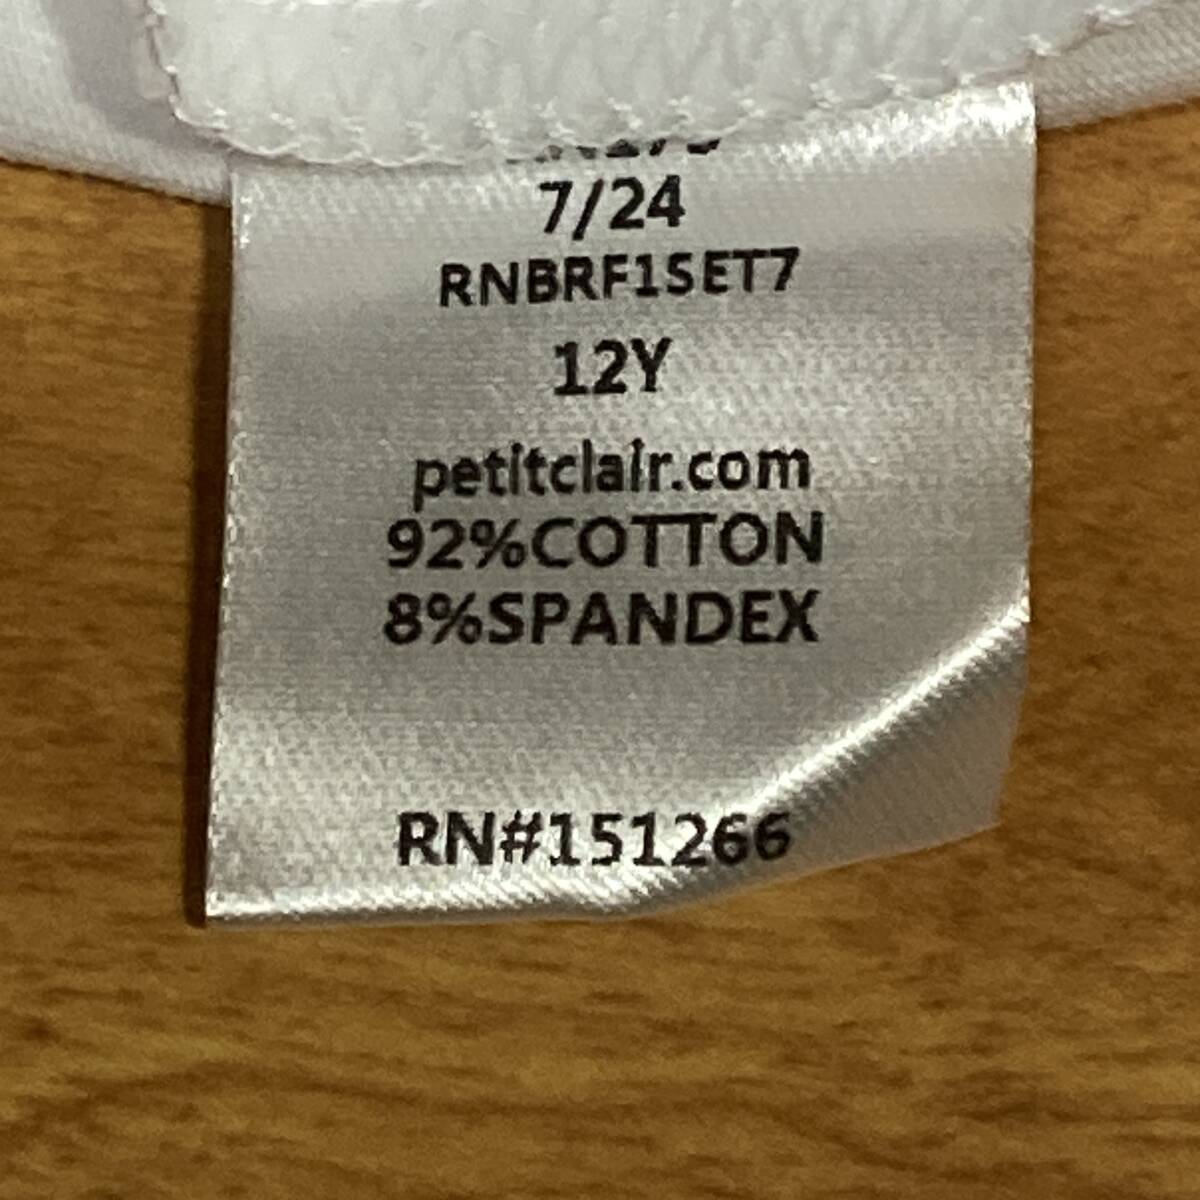 7/24
RNBRF1SET7
12Y
petitclair.com
92%COTTON
8%SPANDEX
RN#151266